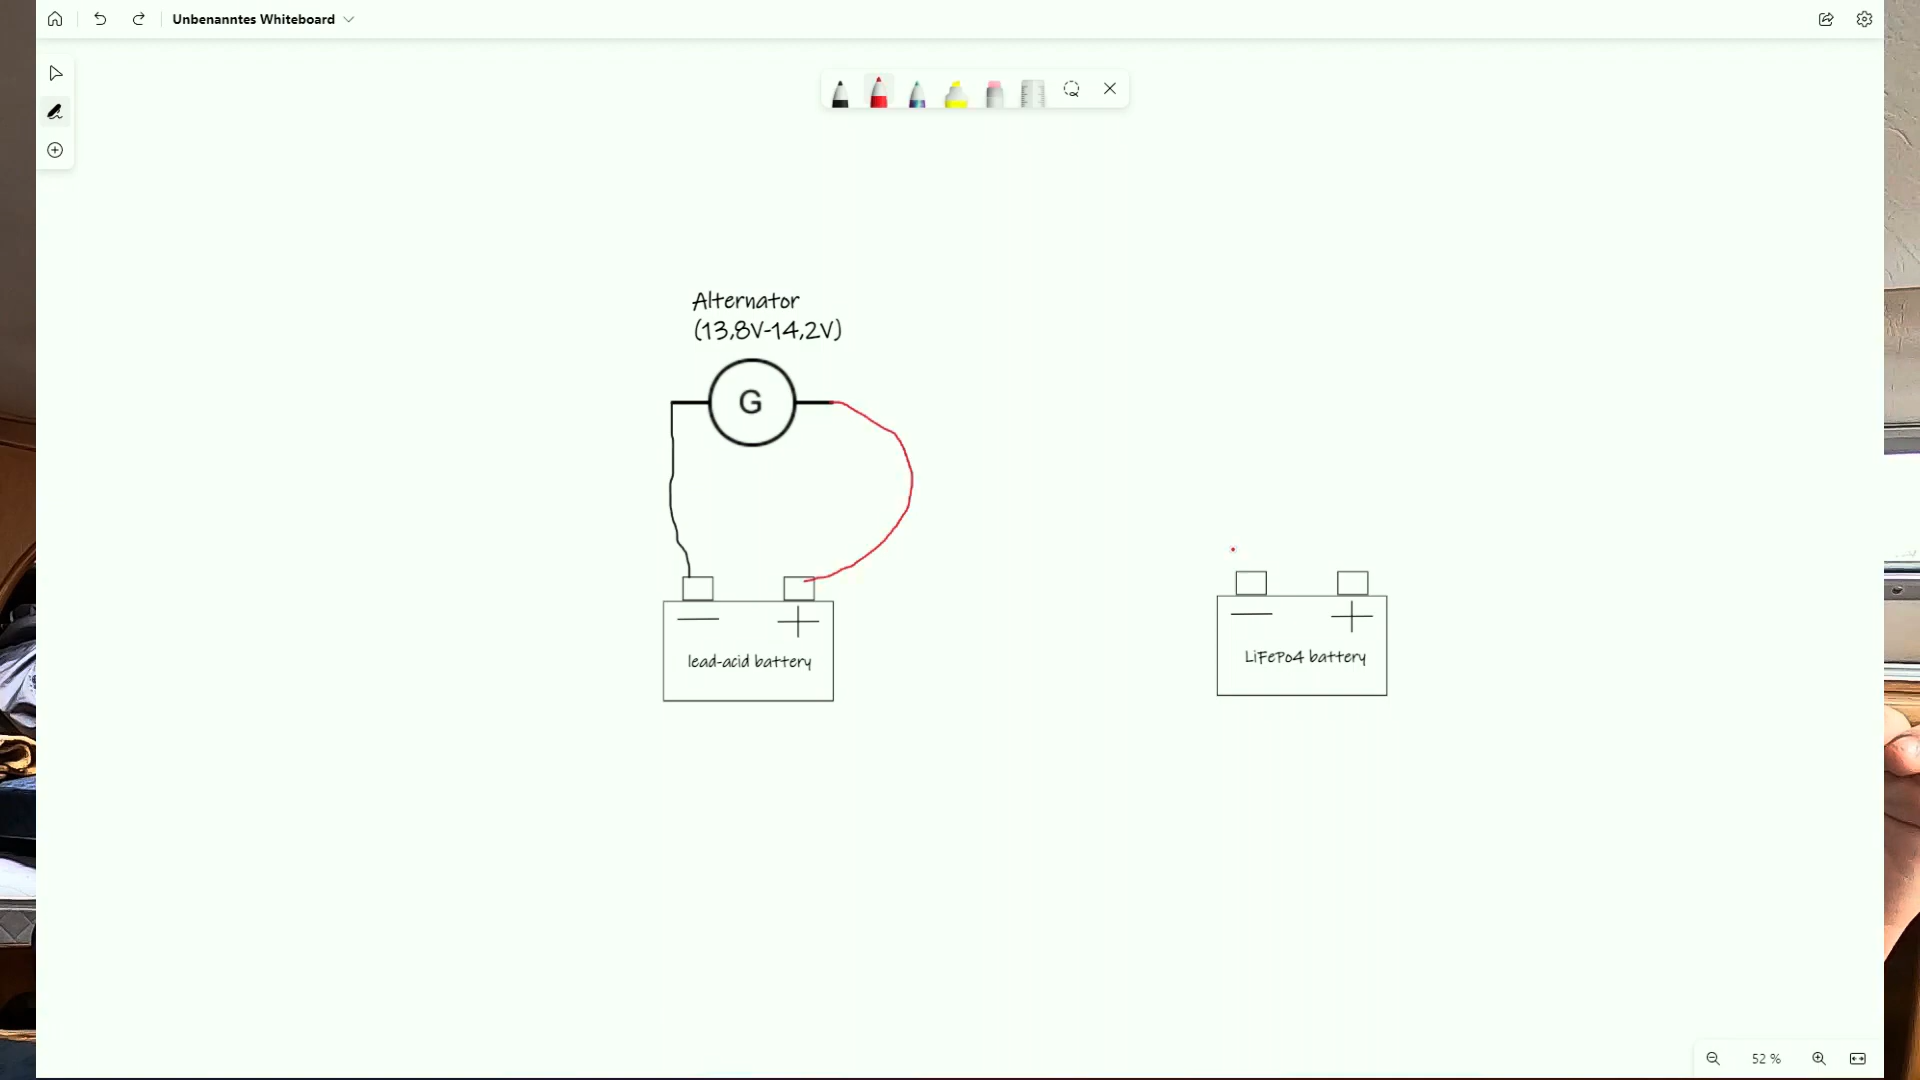 Unbenanntes Whiteboard
Alternator
(13,8V-14,2V)
G
lead-acid battery
LiFePo4 battery
52 %